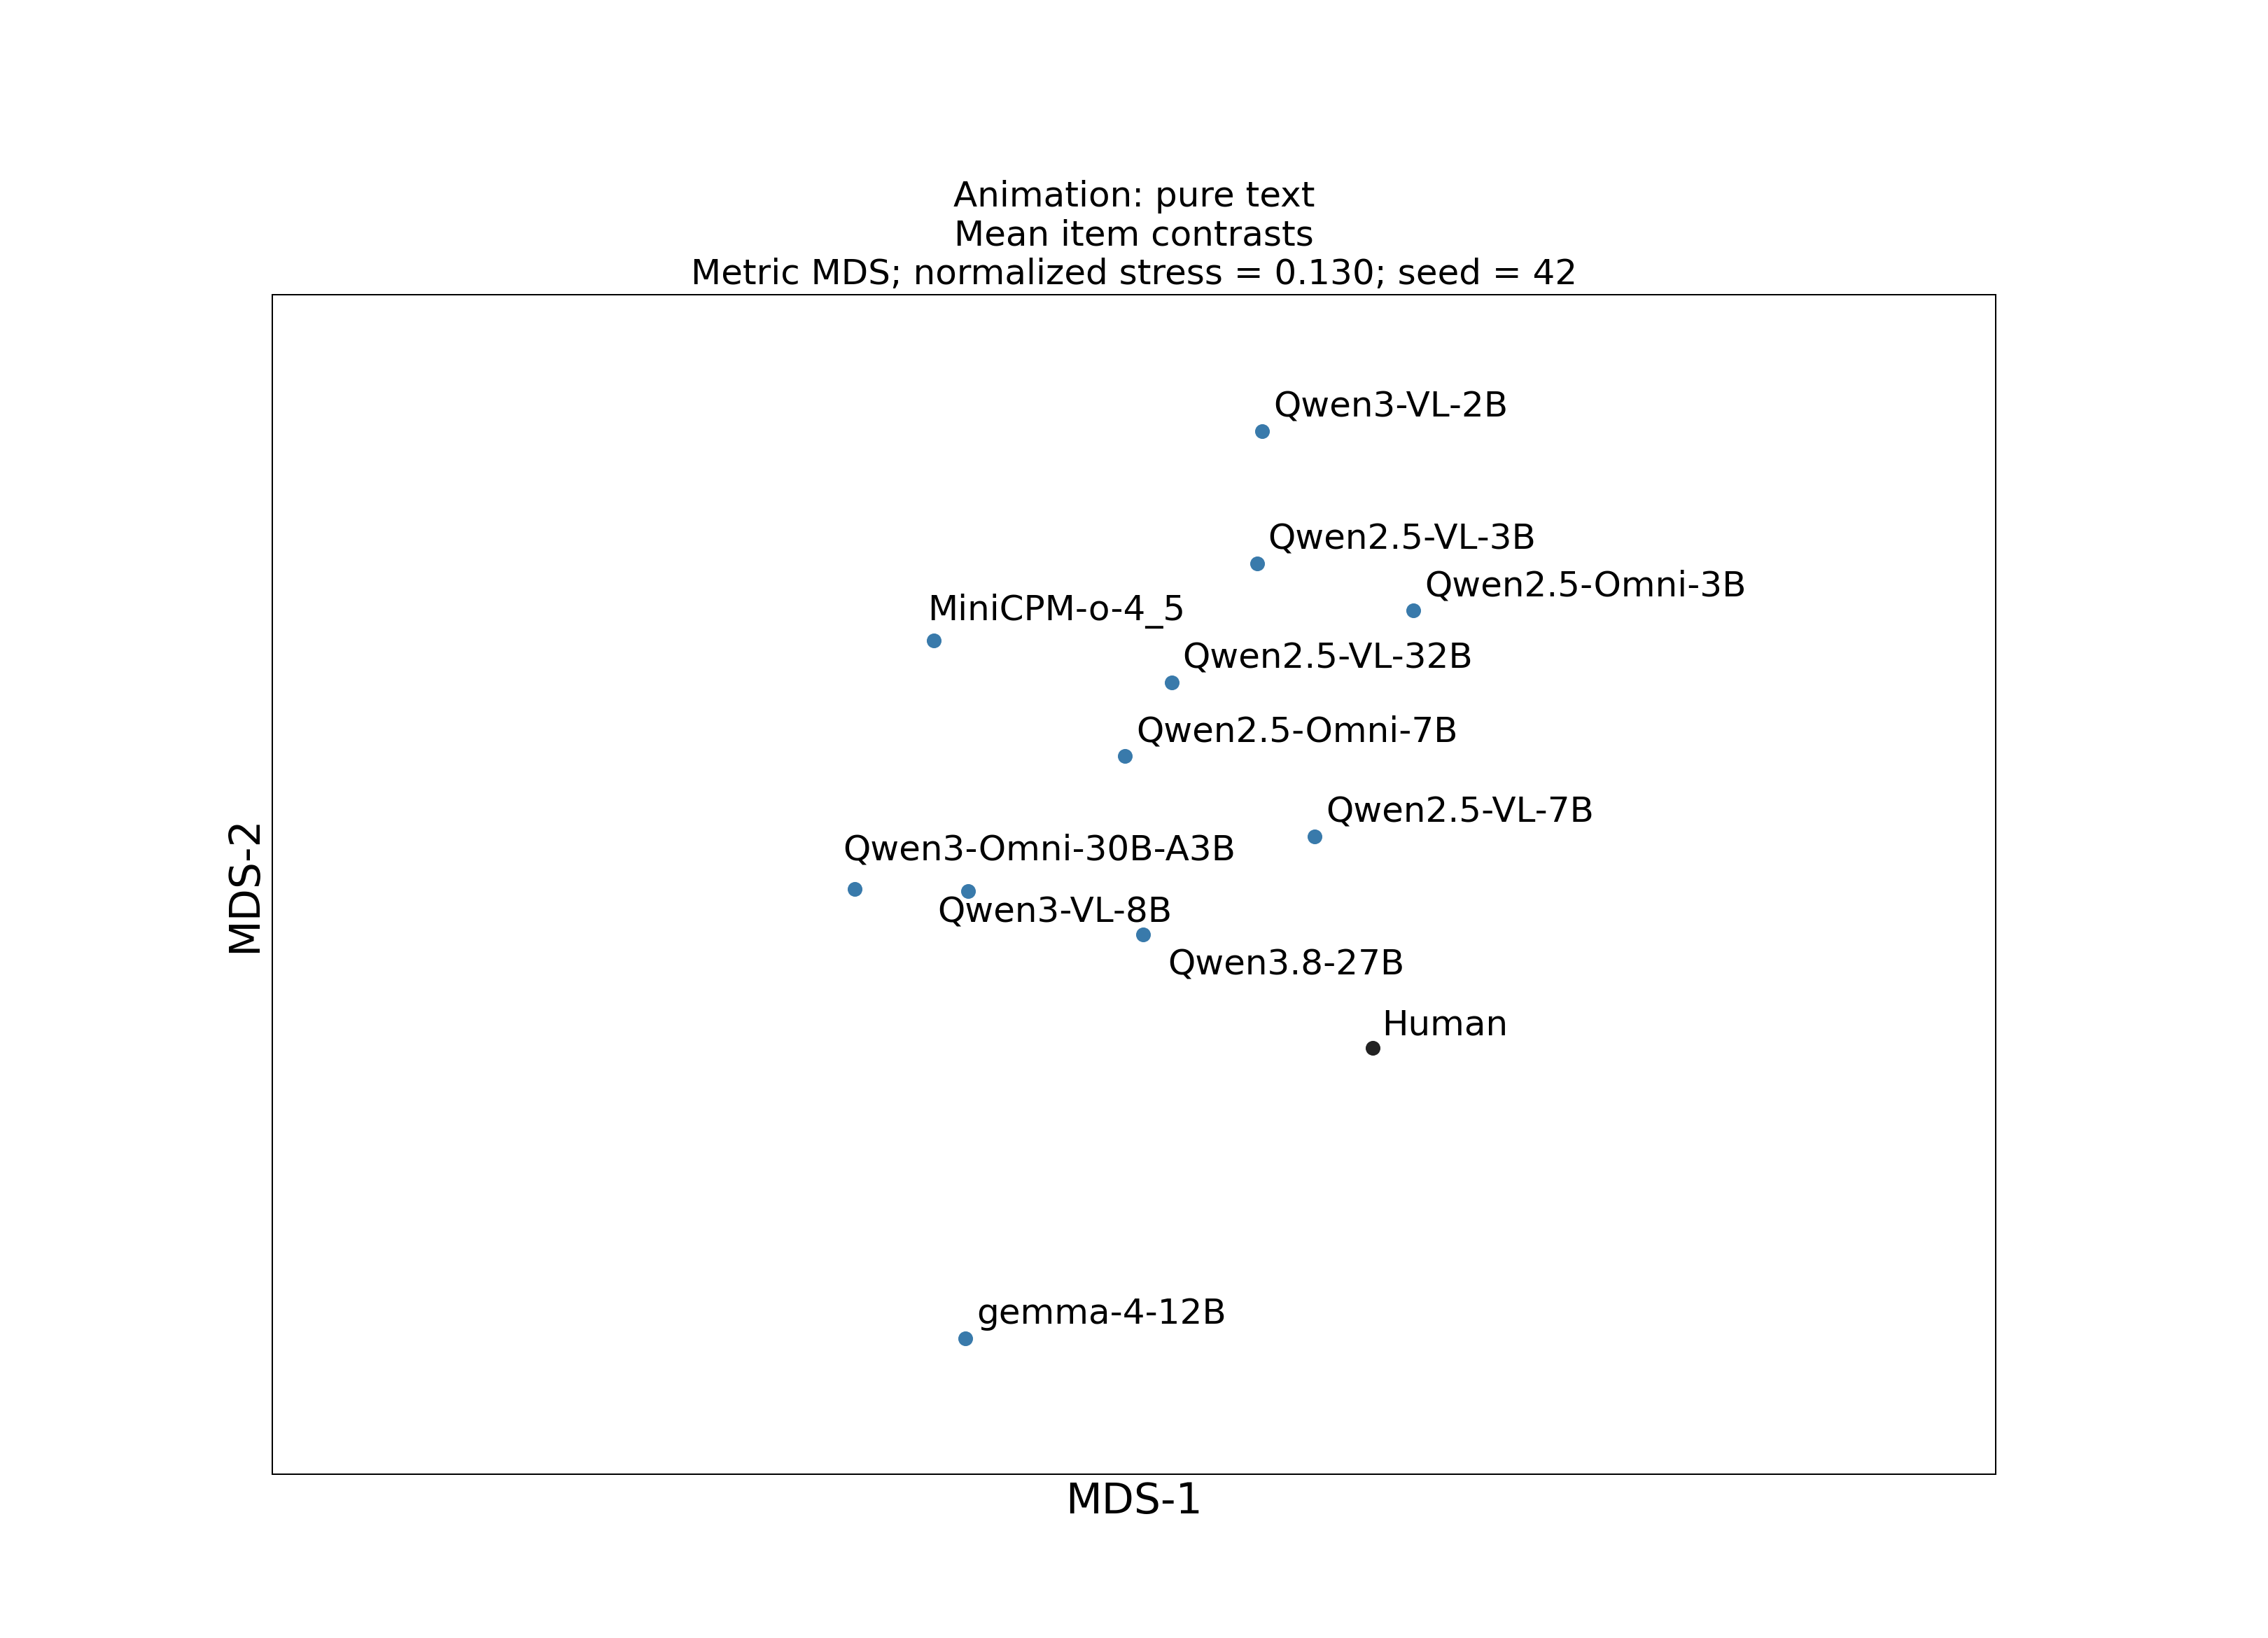 Animation: pure text
Mean item contrasts
Metric MDS; normalized stress = 0.130; seed = 42
Qwen3-VL-2B
Qwen2.5-VL-3B
Qwen2.5-Omni-3B
MiniCPM-o-4_5
Qwen2.5-VL-32B
Qwen2.5-Omni-7B
Qwen2.5-VL-7B
Qwen3-Omni-30B-A3B
Qwen3-VL-8B
Qwen3.8-27B
Human
gemma-4-12B
MDS-2
MDS-1